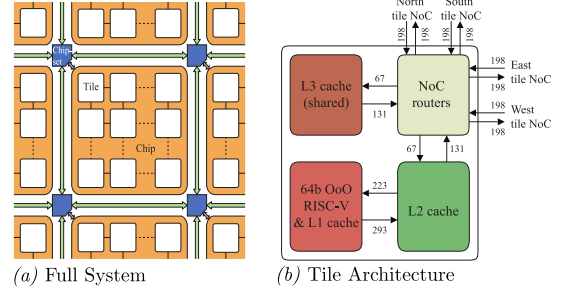 Chip-
set
Tile
Chip
(a) Full System
North
tile NoC
South
tile NoC
198
198
198
198
L3 cache
(shared)
67
131
NoC
routers
198
East
tile NoC
198
198
West
tile NoC
198
67
131
64b OoO
RISC-V
& L1 cache
223
293
L2 cache
(b) Tile Architecture